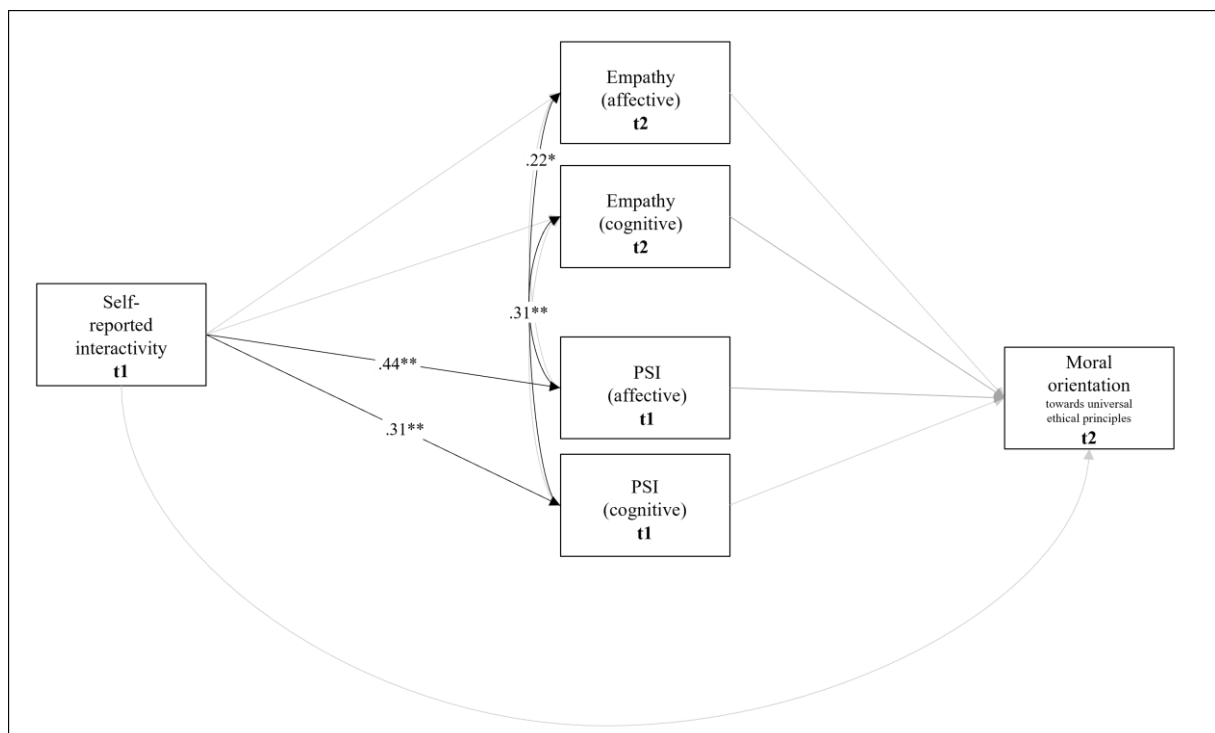 Empathy
(affective)
t2
.22*
Empathy
(cognitive)
t2
Self-
reported
interactivity
t1
.31**
.44**
PSI
(affective)
t1
Moral
orientation
towards universal
ethical principles
t2
.31**
PSI
(cognitive)
t1